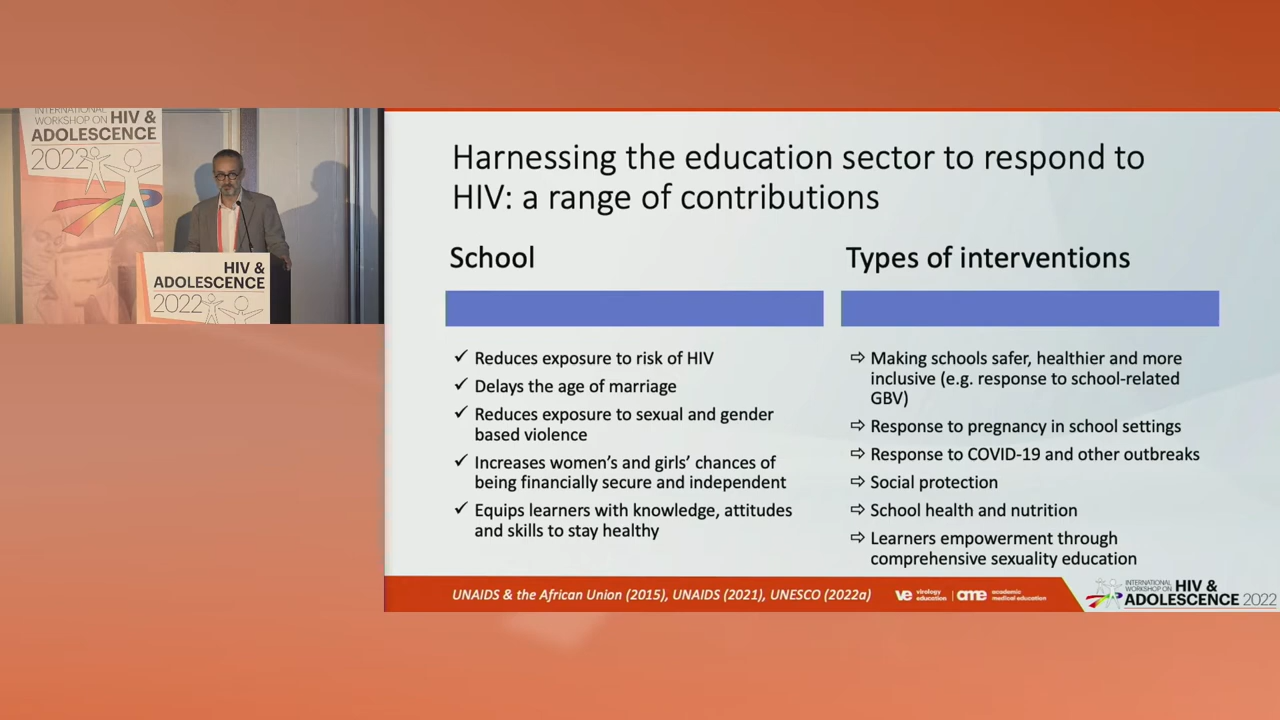 INTERNATIONAL
WORKSHOP ON HIV &
ADOLESCENCE
2022
HIV &
ADOLESCENCE
2022
Harnessing the education sector to respond to
HIV: a range of contributions
School
✓ Reduces exposure to risk of HIV
✓ Delays the age of marriage
✓ Reduces exposure to sexual and gender
based violence
✓ Increases women’s and girls’ chances of
being financially secure and independent
✓ Equips learners with knowledge, attitudes
and skills to stay healthy
Types of interventions
⇨ Making schools safer, healthier and more
inclusive (e.g. response to school-related
GBV)
⇨ Response to pregnancy in school settings
⇨ Response to COVID-19 and other outbreaks
⇨ Social protection
⇨ School health and nutrition
⇨ Learners empowerment through
comprehensive sexuality education
UNAIDS & the African Union (2015), UNAIDS (2021), UNESCO (2022a)
ve virology
education
ame academic
medical education
INTERNATIONAL
WORKSHOP ON HIV &
ADOLESCENCE 2022